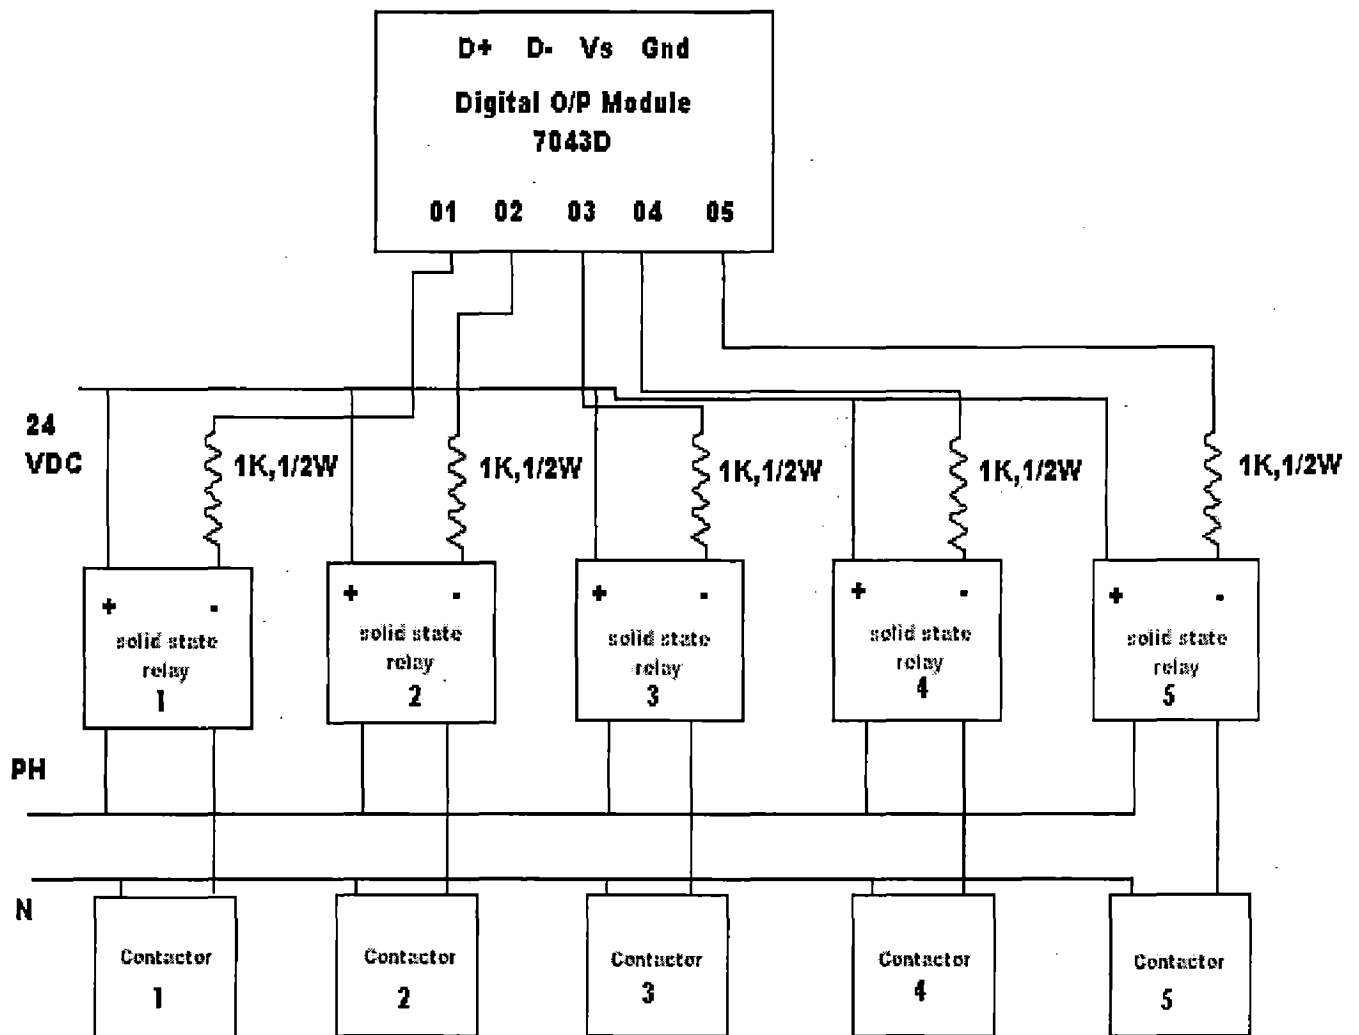 D+ D- Vs Gnd
Digital O/P Module
7043D
01 02 03 04 05
24
VDC
1K,1/2W 1K,1/2W 1K,1/2W 1K,1/2W 1K,1/2W
+ - + - + - + - + -
solid state
relay
1
solid state
relay
2
solid state
relay
3
solid state
relay
4
solid state
relay
5
PH
N
Contactor
1
Contactor
2
Contactor
3
Contactor
4
Contactor
5